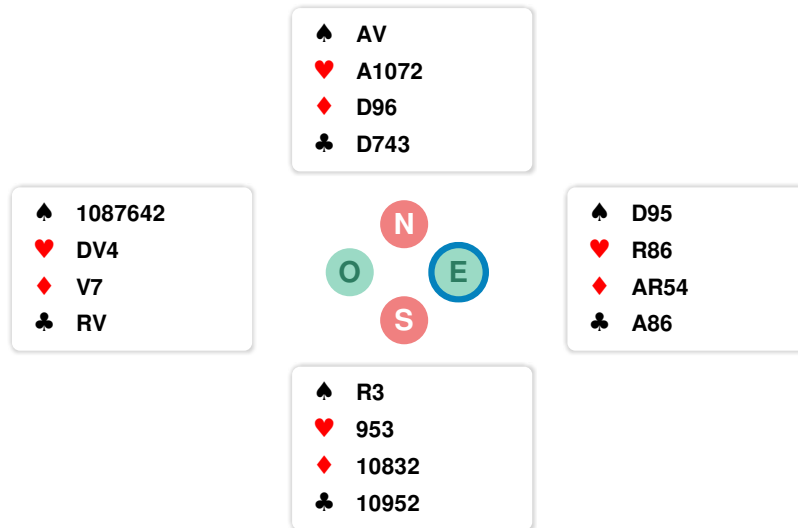 ♠ AV
♥ A1072
♦ D96
♣ D743
♠ 1087642
♥ DV4
♦ V7
♣ RV
N
O E
S
♠ D95
♥ R86
♦ AR54
♣ A86
♠ R3
♥ 953
♦ 10832
♣ 10952